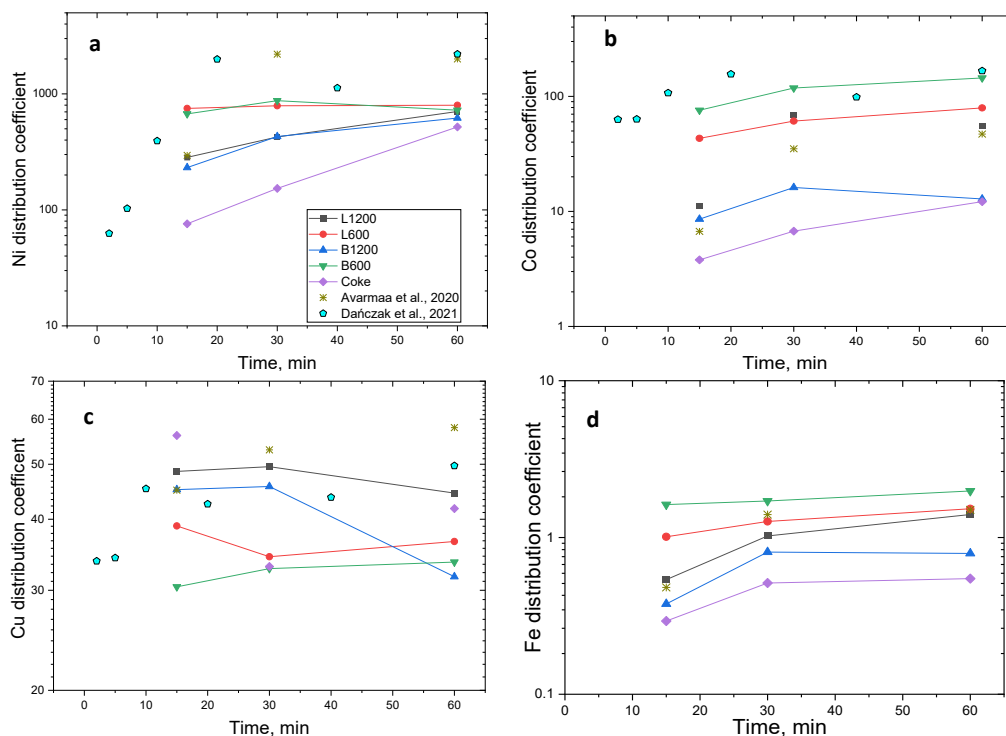 a
Ni distribution coefficient
1000
100
10
0 10 20 30 40 50 60
Time, min
L1200
L600
B1200
B600
Coke
Avarmaa et al., 2020
Dańczak et al., 2021
b
Co distribution coefficient
100
10
1
0 10 20 30 40 50 60
Time, min
c
Cu distribution coefficient
70
60
50
40
30
20
0 10 20 30 40 50 60
Time, min
d
Fe distribution coefficient
10
1
0.1
0 10 20 30 40 50 60
Time, min